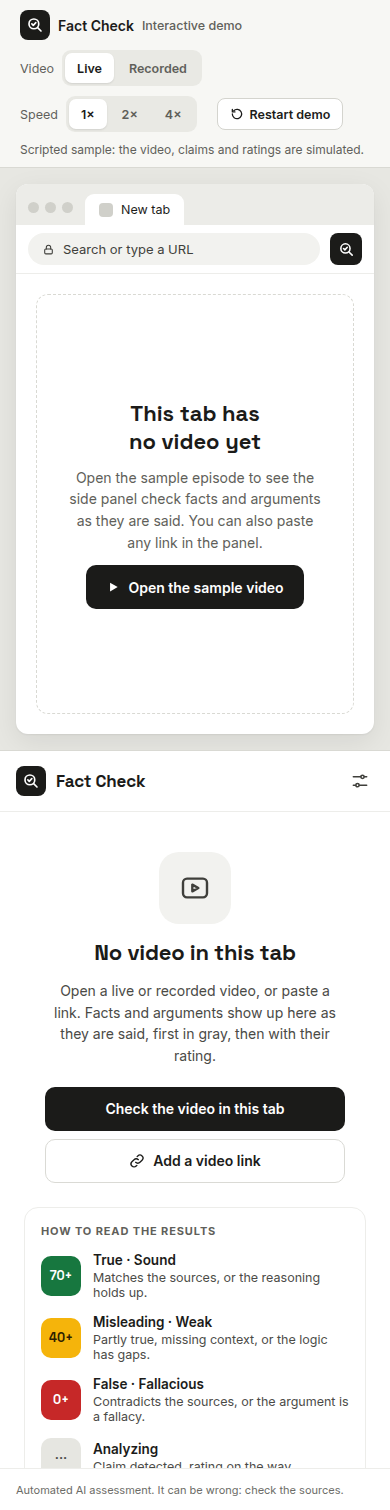 Fact Check Interactive demo
Video Live Recorded
Speed 1× 2× 4× Restart demo
Scripted sample: the video, claims and ratings are simulated.
New tab
Search or type a URL
This tab has
no video yet
Open the sample episode to see the
side panel check facts and arguments
as they are said. You can also paste
any link in the panel.
Open the sample video
Fact Check
No video in this tab
Open a live or recorded video, or paste a
link. Facts and arguments show up here as
they are said, first in gray, then with their
rating.
Check the video in this tab
Add a video link
HOW TO READ THE RESULTS
70+ True · Sound
Matches the sources, or the reasoning
holds up.
40+ Misleading · Weak
Partly true, missing context, or the logic
has gaps.
0+ False · Fallacious
Contradicts the sources, or the argument is
a fallacy.
... Analyzing
Claim detected, rating on the way.
Automated AI assessment. It can be wrong: check the sources.